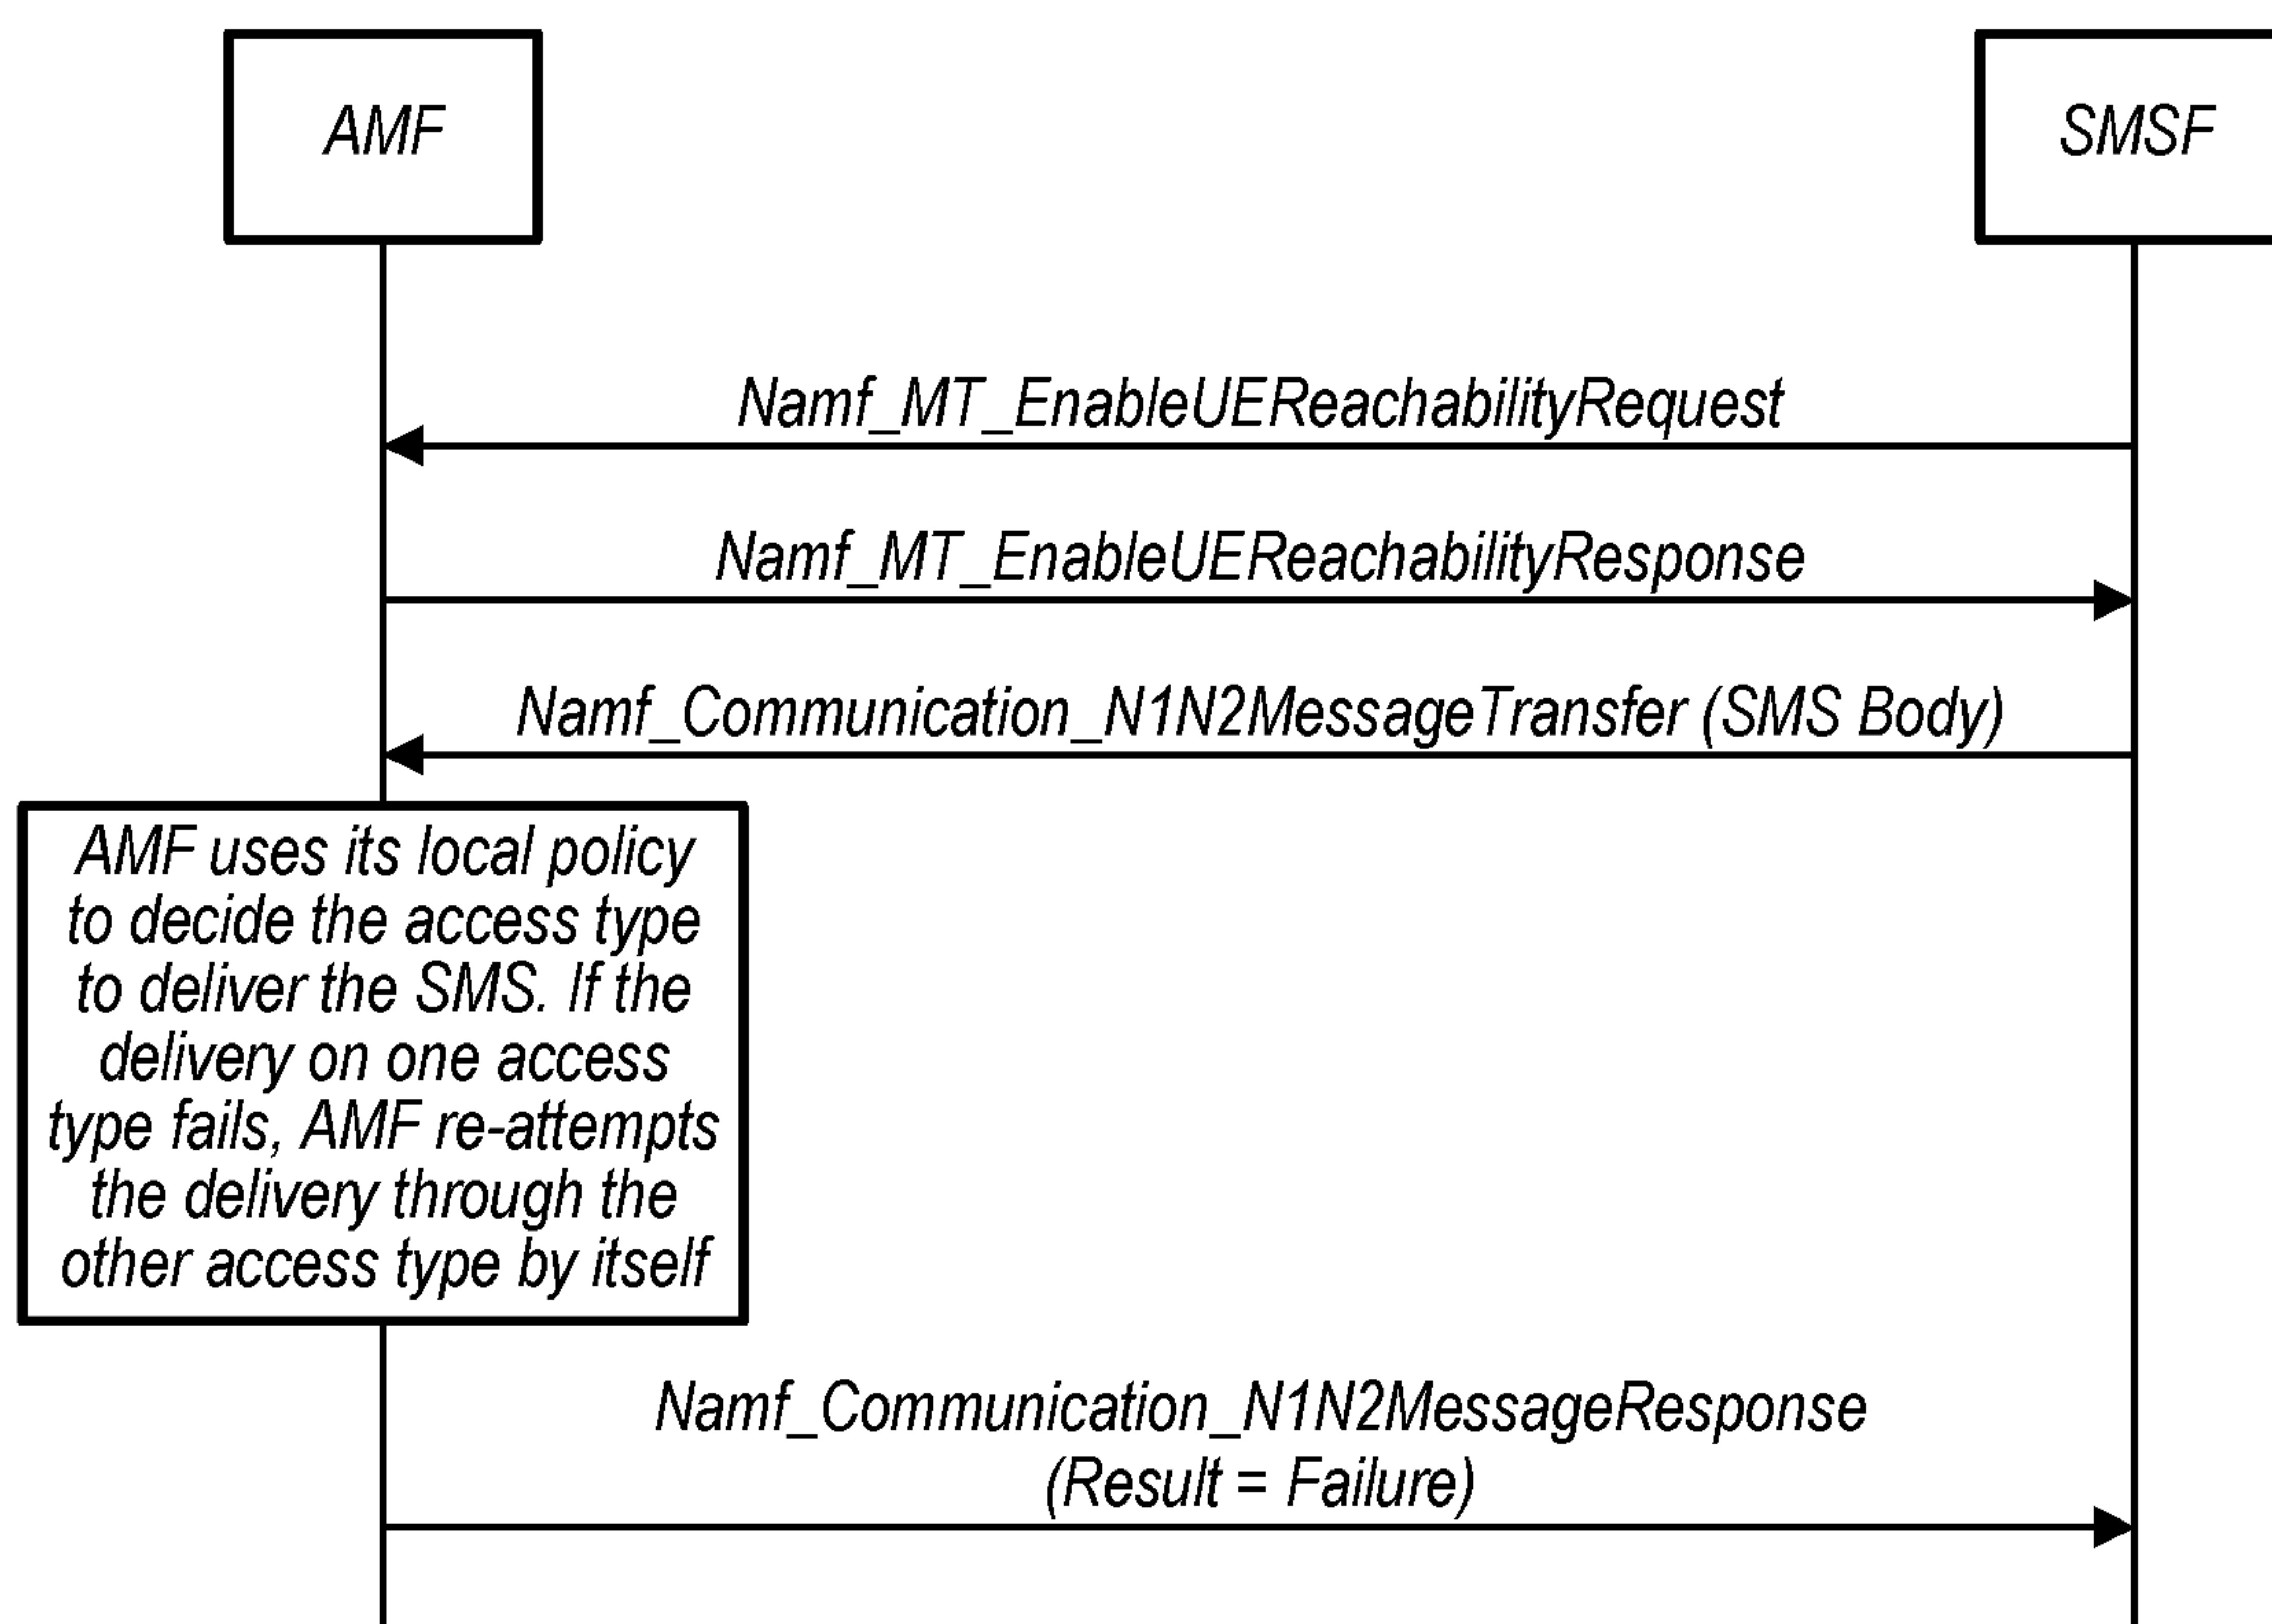 AMF
SMSF
Namf_MT_EnableUEReachabilityRequest
Namf_MT_EnableUEReachabilityResponse
Namf_Communication_N1N2MessageTransfer (SMS Body)
AMF uses its local policy
to decide the access type
to deliver the SMS. If the
delivery on one access
type fails, AMF re-attempts
the delivery through the
other access type by itself
Namf_Communication_N1N2MessageResponse
(Result = Failure)